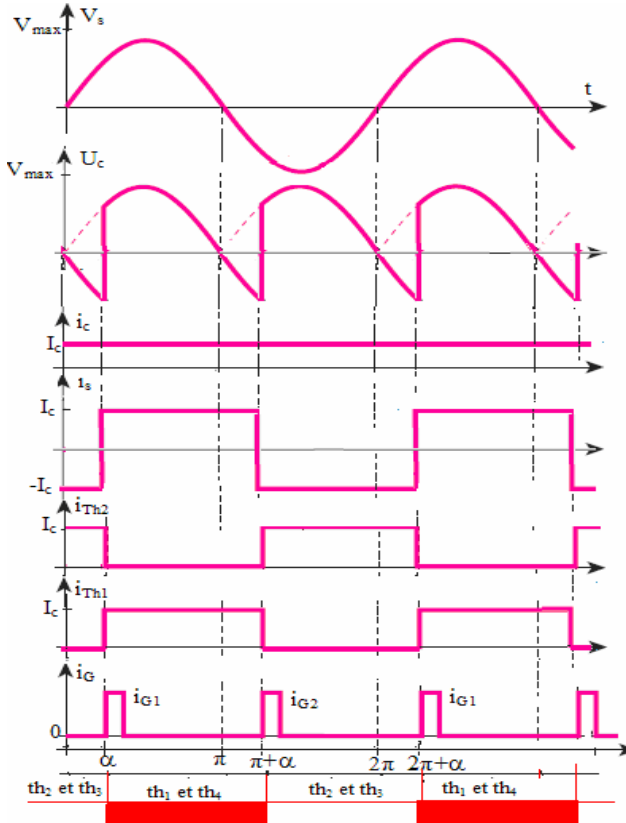 Vmax Vs
t
Vmax Uc
ic
Ic
is
Ic
-Ic
iTh2
Ic
iTh1
Ic
iG
iG1 iG2 iG1
0
α π π+α 2π 2π+α
th2 et th3 th1 et th4 th2 et th3 th1 et th4